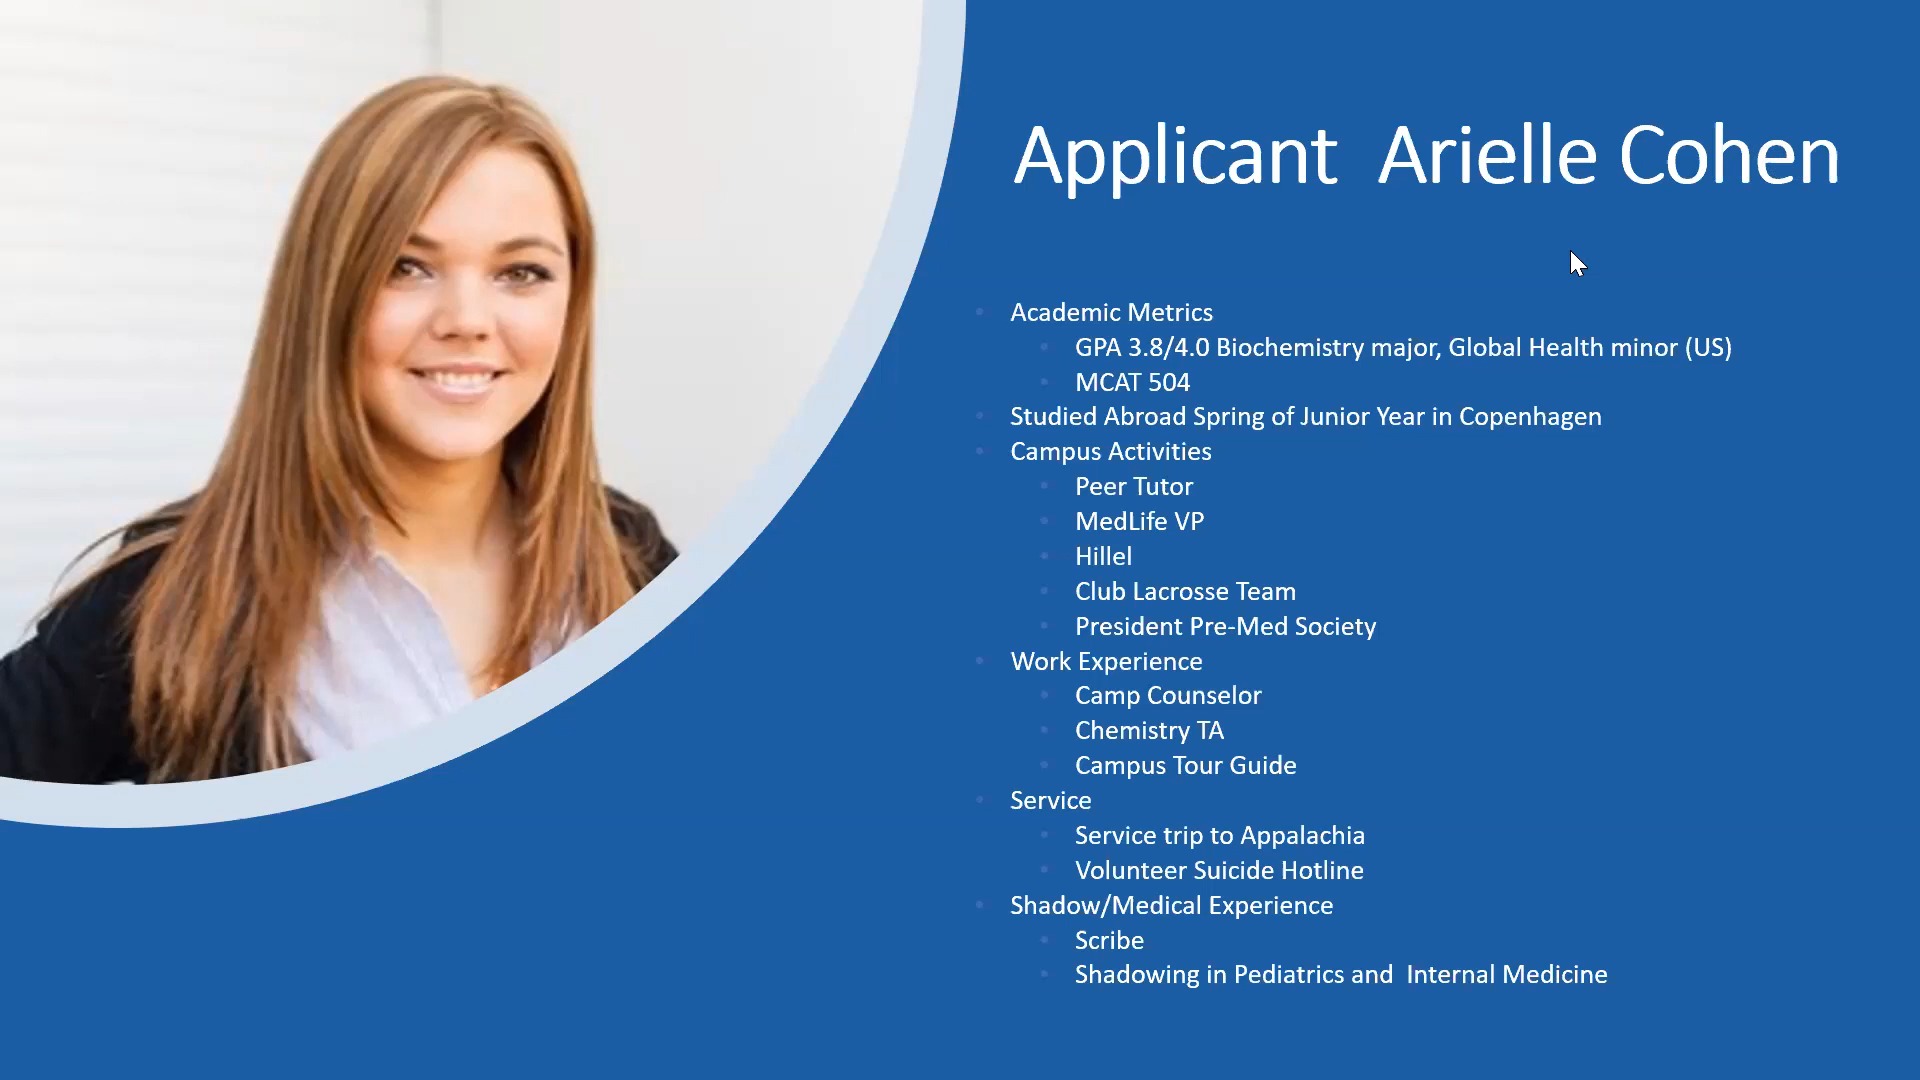 Applicant  Arielle Cohen
Academic Metrics
GPA 3.8/4.0 Biochemistry major, Global Health minor (US)
MCAT 504
Studied Abroad Spring of Junior Year in Copenhagen
Campus Activities
Peer Tutor
MedLife VP
Hillel
Club Lacrosse Team
President Pre-Med Society
Work Experience
Camp Counselor
Chemistry TA
Campus Tour Guide
Service
Service trip to Appalachia
Volunteer Suicide Hotline
Shadow/Medical Experience
Scribe
Shadowing in Pediatrics and  Internal Medicine